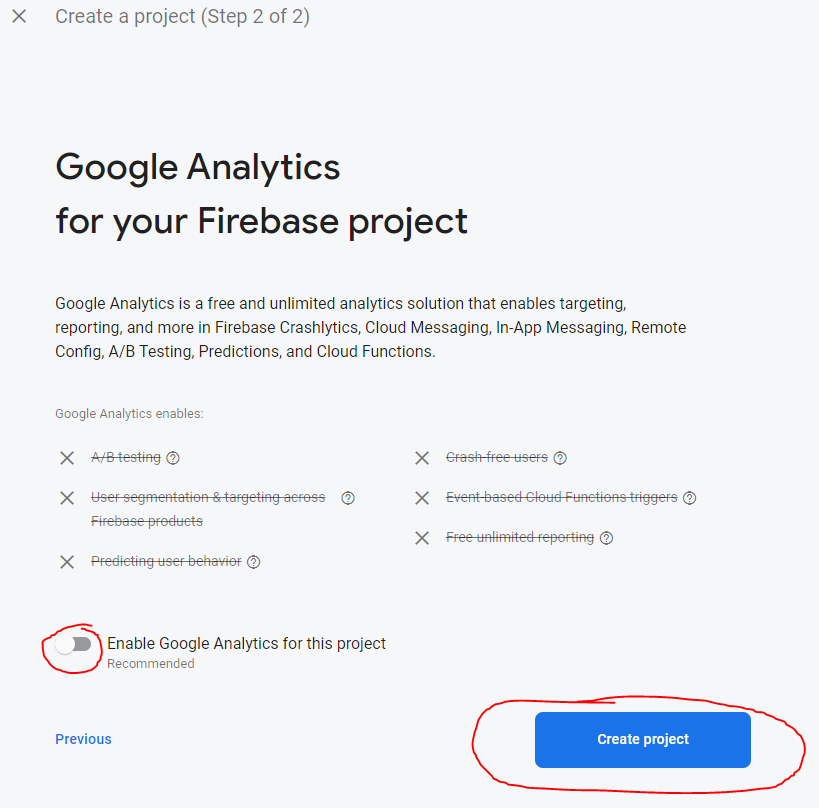 Create a project (Step 2 of 2)
Google Analytics
for your Firebase project
Google Analytics is a free and unlimited analytics solution that enables targeting,
reporting, and more in Firebase Crashlytics, Cloud Messaging, In-App Messaging, Remote
Config, A/B Testing, Predictions, and Cloud Functions.
Google Analytics enables:
A/B testing
User segmentation & targeting across
Firebase products
Predicting user behavior
Crash-free users
Event-based Cloud Functions triggers
Free unlimited reporting
Enable Google Analytics for this project
Recommended
Previous
Create project